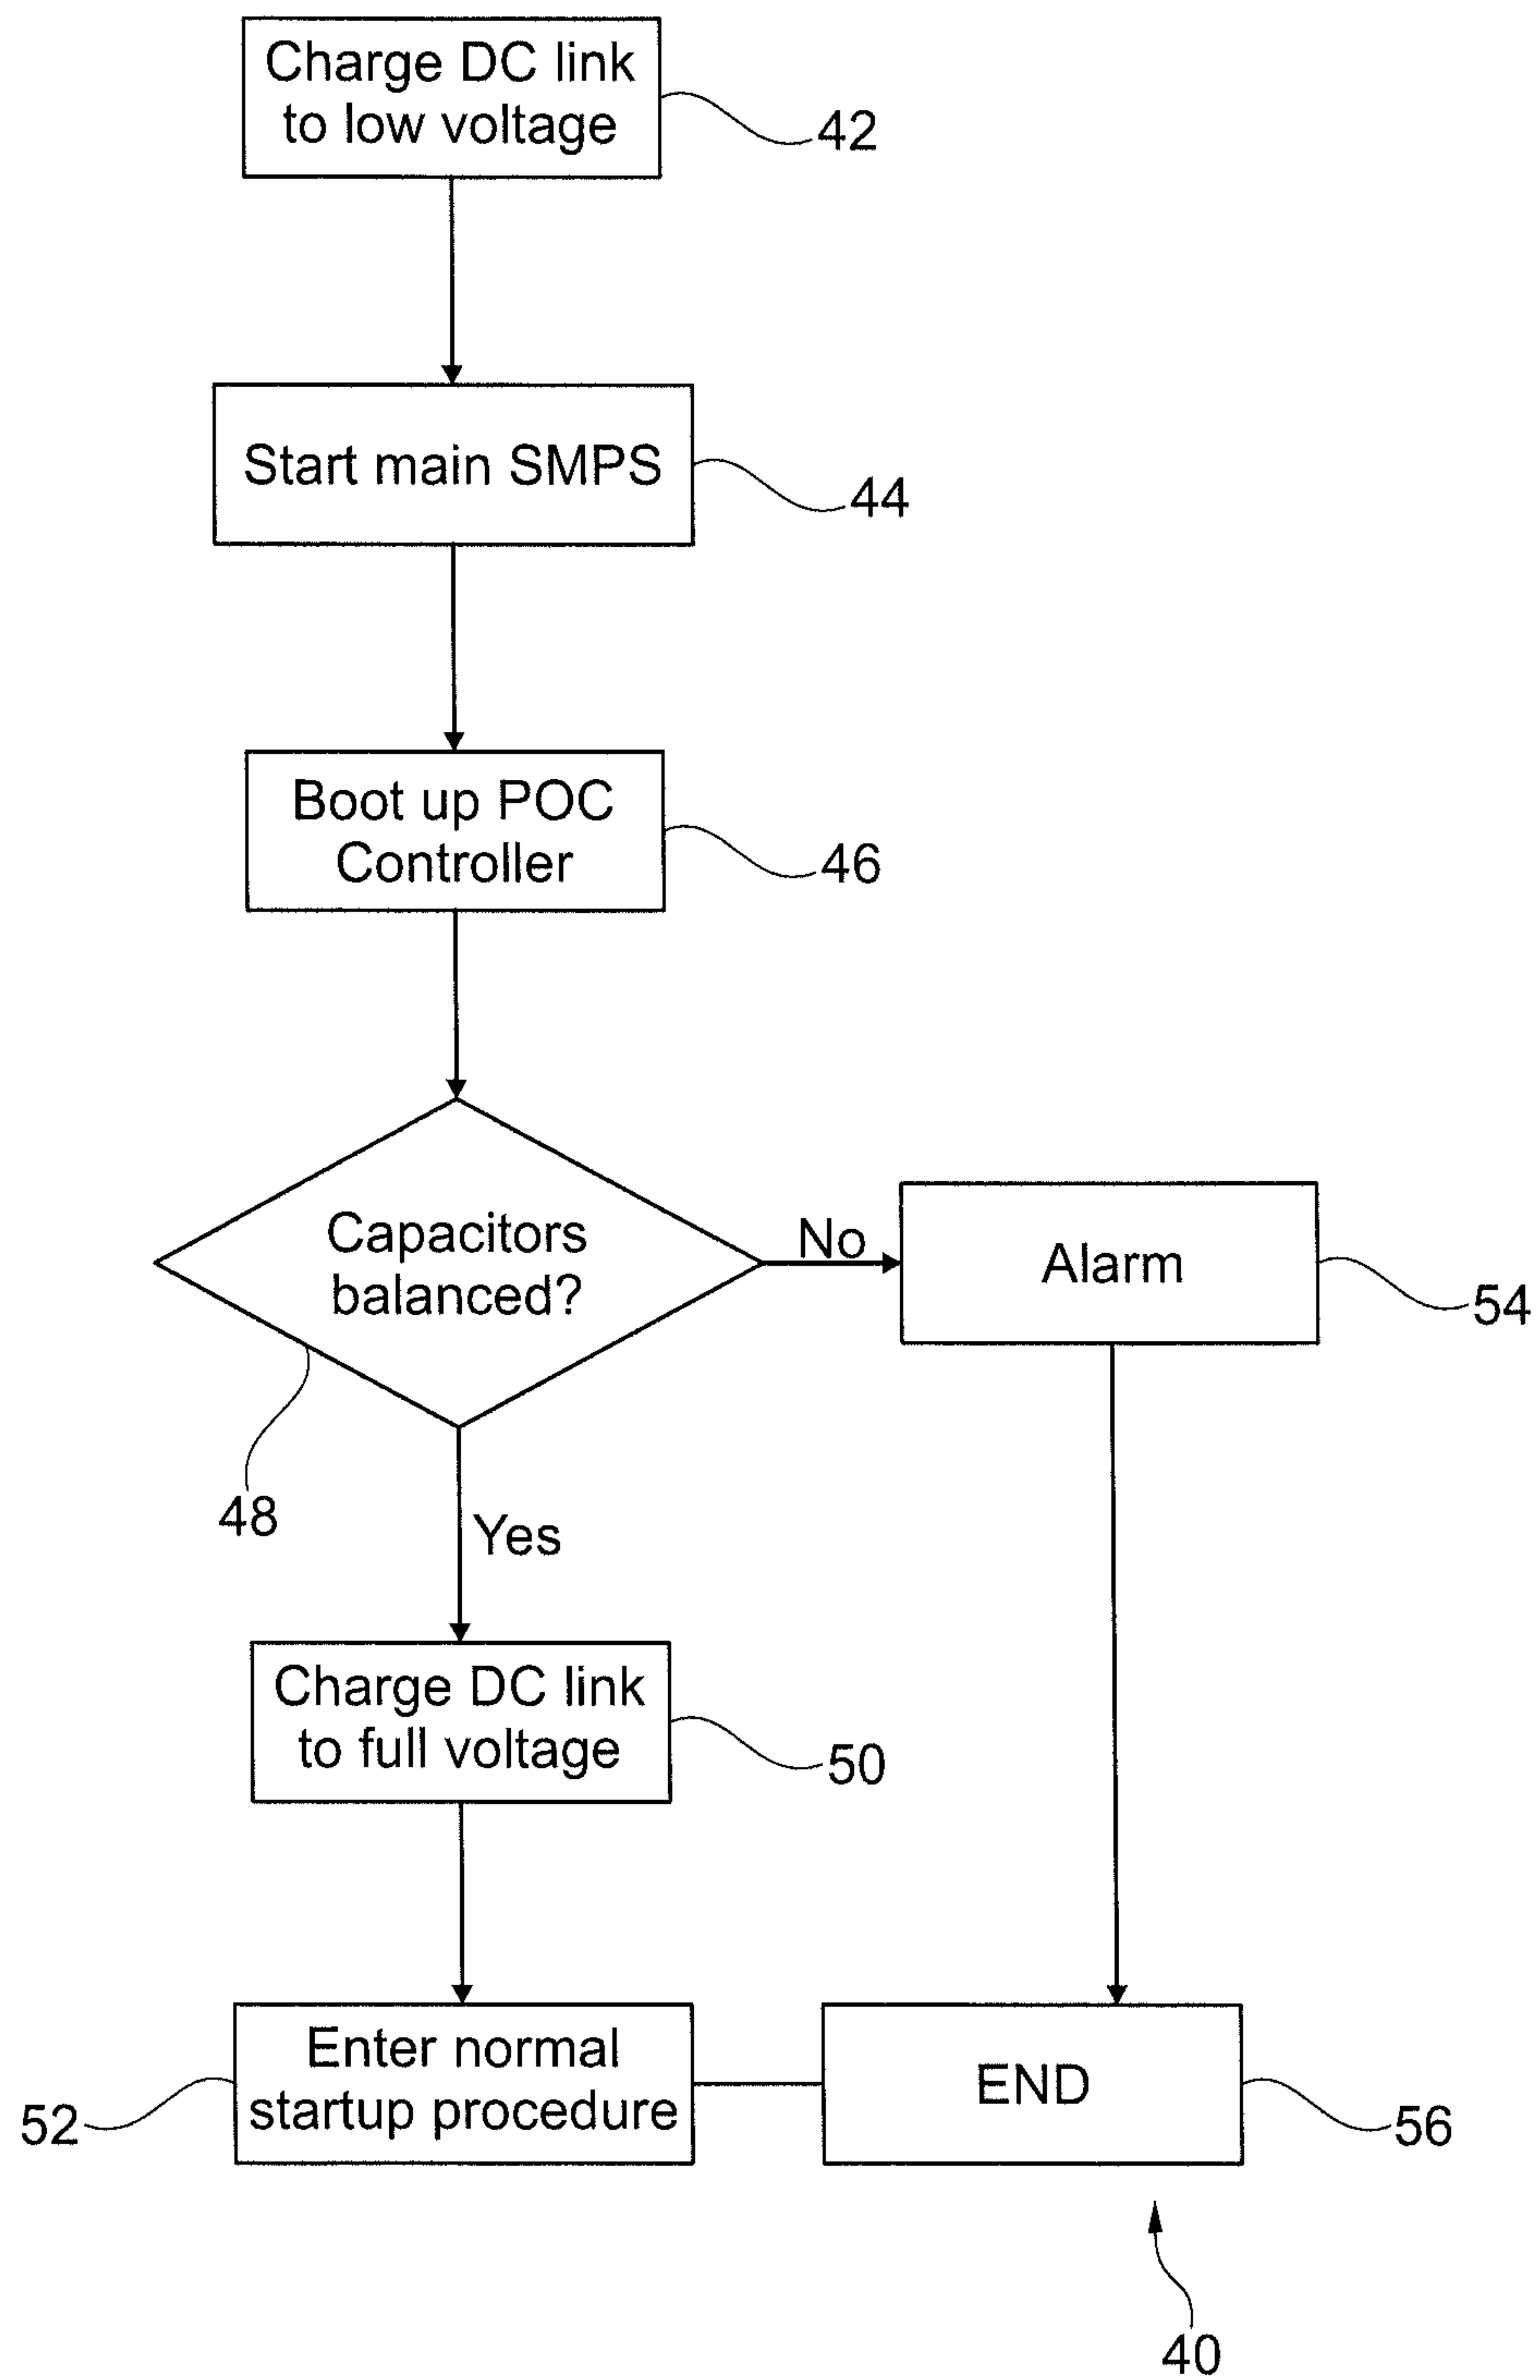 Charge DC link
to low voltage
42
Start main SMPS
44
Boot up POC
Controller
46
Capacitors
balanced?
48
No
Alarm
54
Yes
Charge DC link
to full voltage
50
Enter normal
startup procedure
52
END
56
40